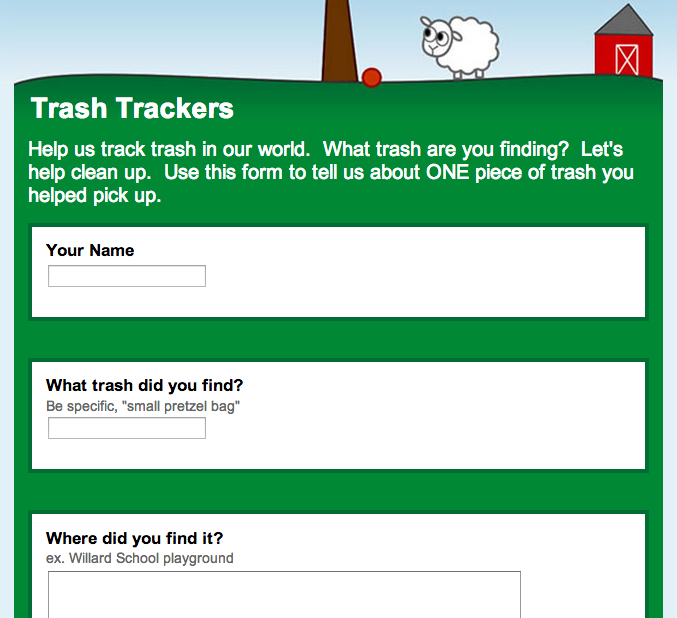 Trash Trackers
Help us track trash in our world.  What trash are you finding?  Let's
help clean up.  Use this form to tell us about ONE piece of trash you
helped pick up.
Your Name
What trash did you find?
Be specific, "small pretzel bag"
Where did you find it?
ex. Willard School playground